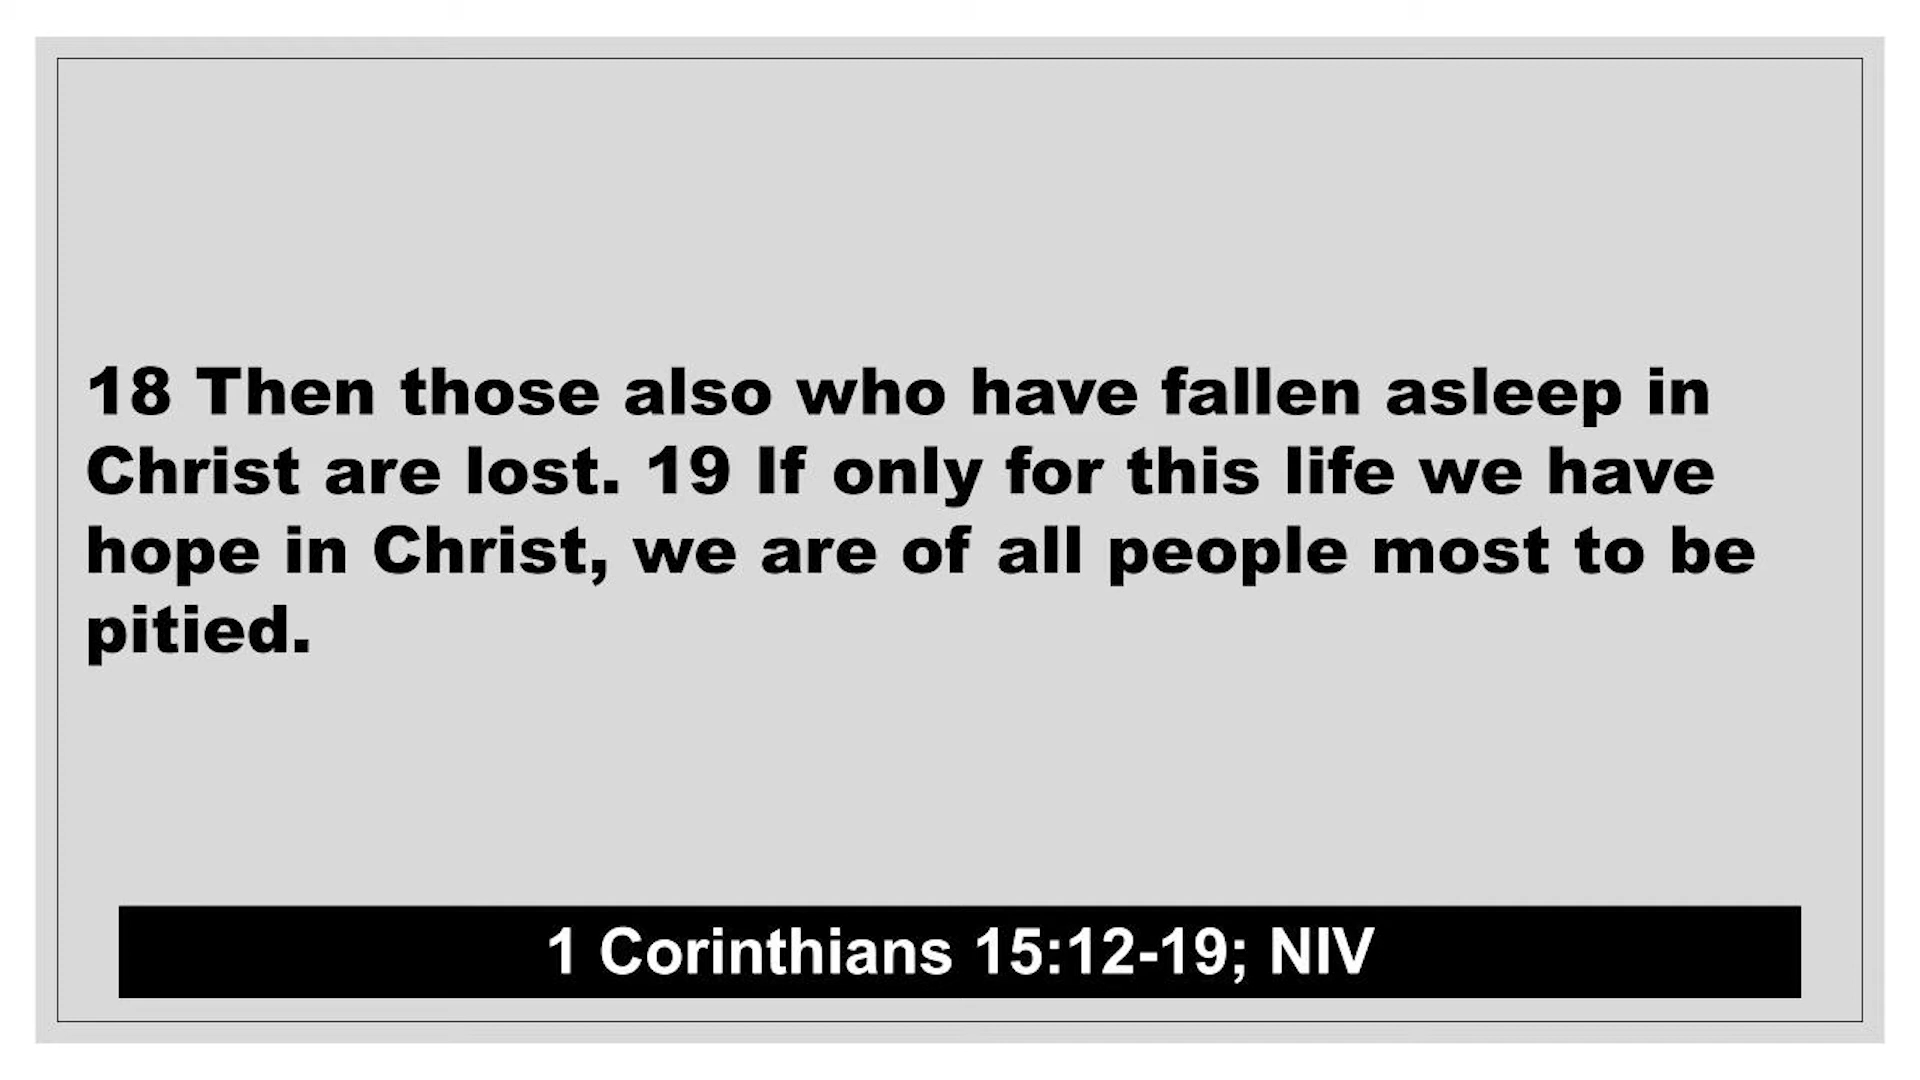 18 Then those also who have fallen asleep in
Christ are lost. 19 If only for this life we have
hope in Christ, we are of all people most to be
pitied.
1 Corinthians 15:12-19; NIV